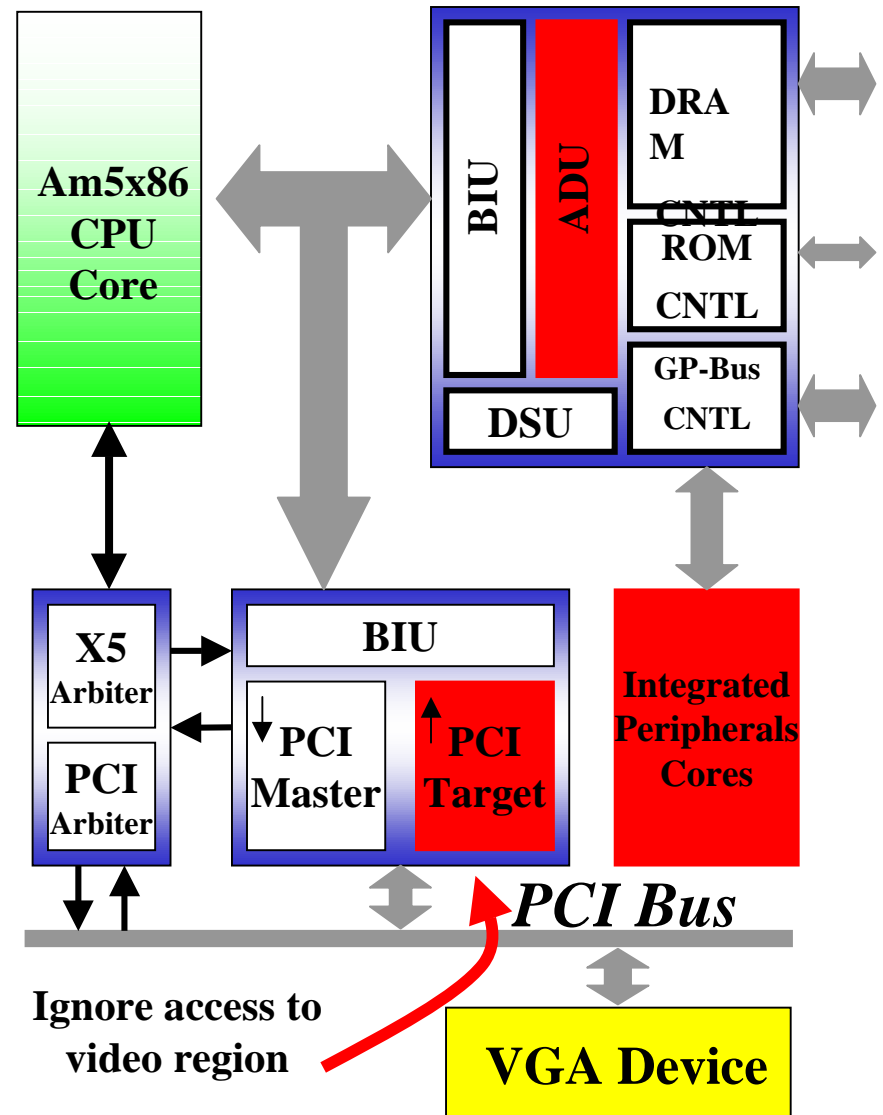 Am5x86
CPU
Core
BIU
ADU
DRA
M
CNTL
ROM
CNTL
GP-Bus
CNTL
DSU
X5
Arbiter
PCI
Arbiter
BIU
PCI
Master
PCI
Target
Integrated
Peripherals
Cores
PCI Bus
Ignore access to
video region
VGA Device